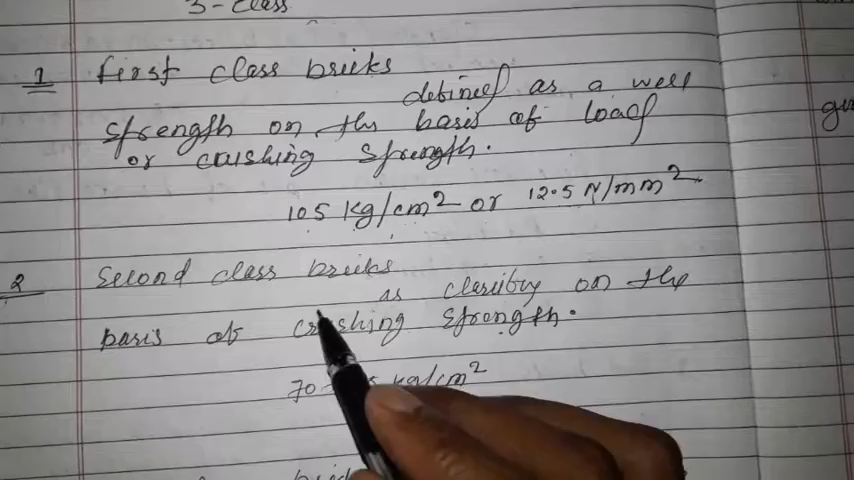 3-Class
1 First class bricks
defined as a well
strength on the basis of load
or crushing strength.
105 kg/cm2 or 12.5 N/mm2
2 Second class bricks
as classify on the
basis of crushing strength.
70 kg/cm2